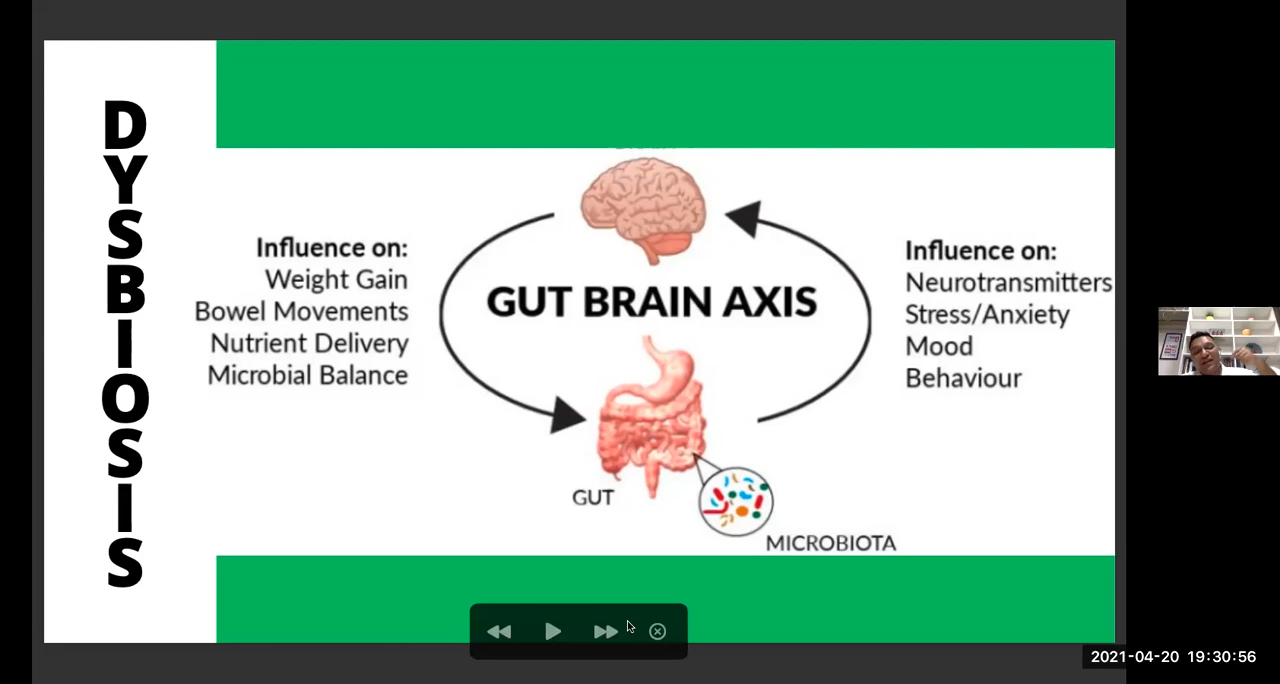 DYSBIOSIS
Influence on:
Weight Gain
Bowel Movements
Nutrient Delivery
Microbial Balance
GUT BRAIN AXIS
Influence on:
Neurotransmitters
Stress/Anxiety
Mood
Behaviour
GUT
MICROBIOTA
2021-04-20 19:30:56